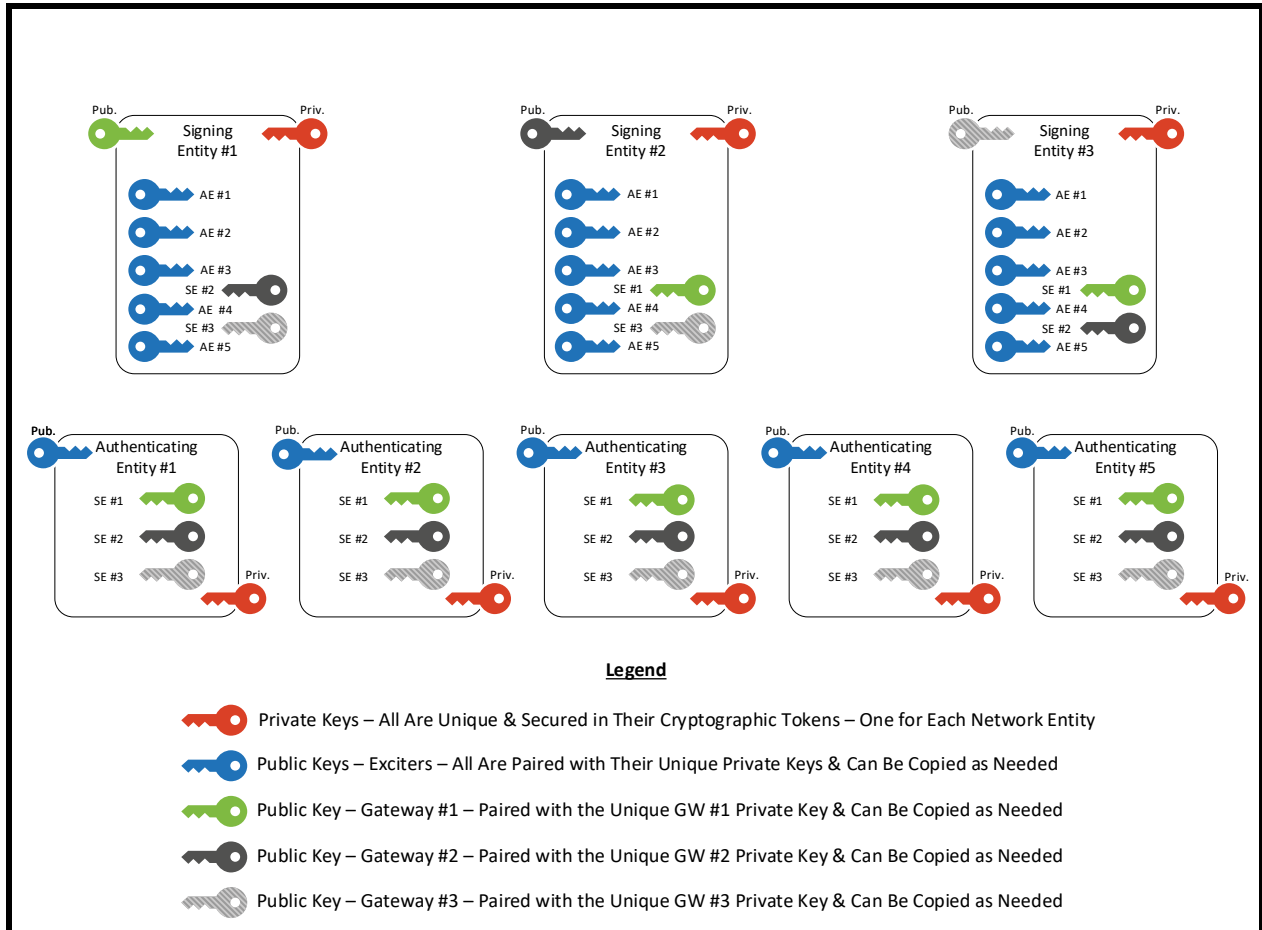 Pub.
Priv.
Signing
Entity #1
AE #1
AE #2
AE #3
SE #2
AE #4
SE #3
AE #5
Pub.
Priv.
Signing
Entity #2
AE #1
AE #2
AE #3
SE #1
AE #4
SE #3
AE #5
Pub.
Priv.
Signing
Entity #3
AE #1
AE #2
AE #3
SE #1
AE #4
SE #2
AE #5
Pub.
Authenticating
Entity #1
SE #1
SE #2
SE #3
Priv.
Pub.
Authenticating
Entity #2
SE #1
SE #2
SE #3
Priv.
Pub.
Authenticating
Entity #3
SE #1
SE #2
SE #3
Priv.
Pub.
Authenticating
Entity #4
SE #1
SE #2
SE #3
Priv.
Pub.
Authenticating
Entity #5
SE #1
SE #2
SE #3
Priv.
Legend
Private Keys – All Are Unique & Secured in Their Cryptographic Tokens – One for Each Network Entity
Public Keys – Exciters – All Are Paired with Their Unique Private Keys & Can Be Copied as Needed
Public Key – Gateway #1 – Paired with the Unique GW #1 Private Key & Can Be Copied as Needed
Public Key – Gateway #2 – Paired with the Unique GW #2 Private Key & Can Be Copied as Needed
Public Key – Gateway #3 – Paired with the Unique GW #3 Private Key & Can Be Copied as Needed